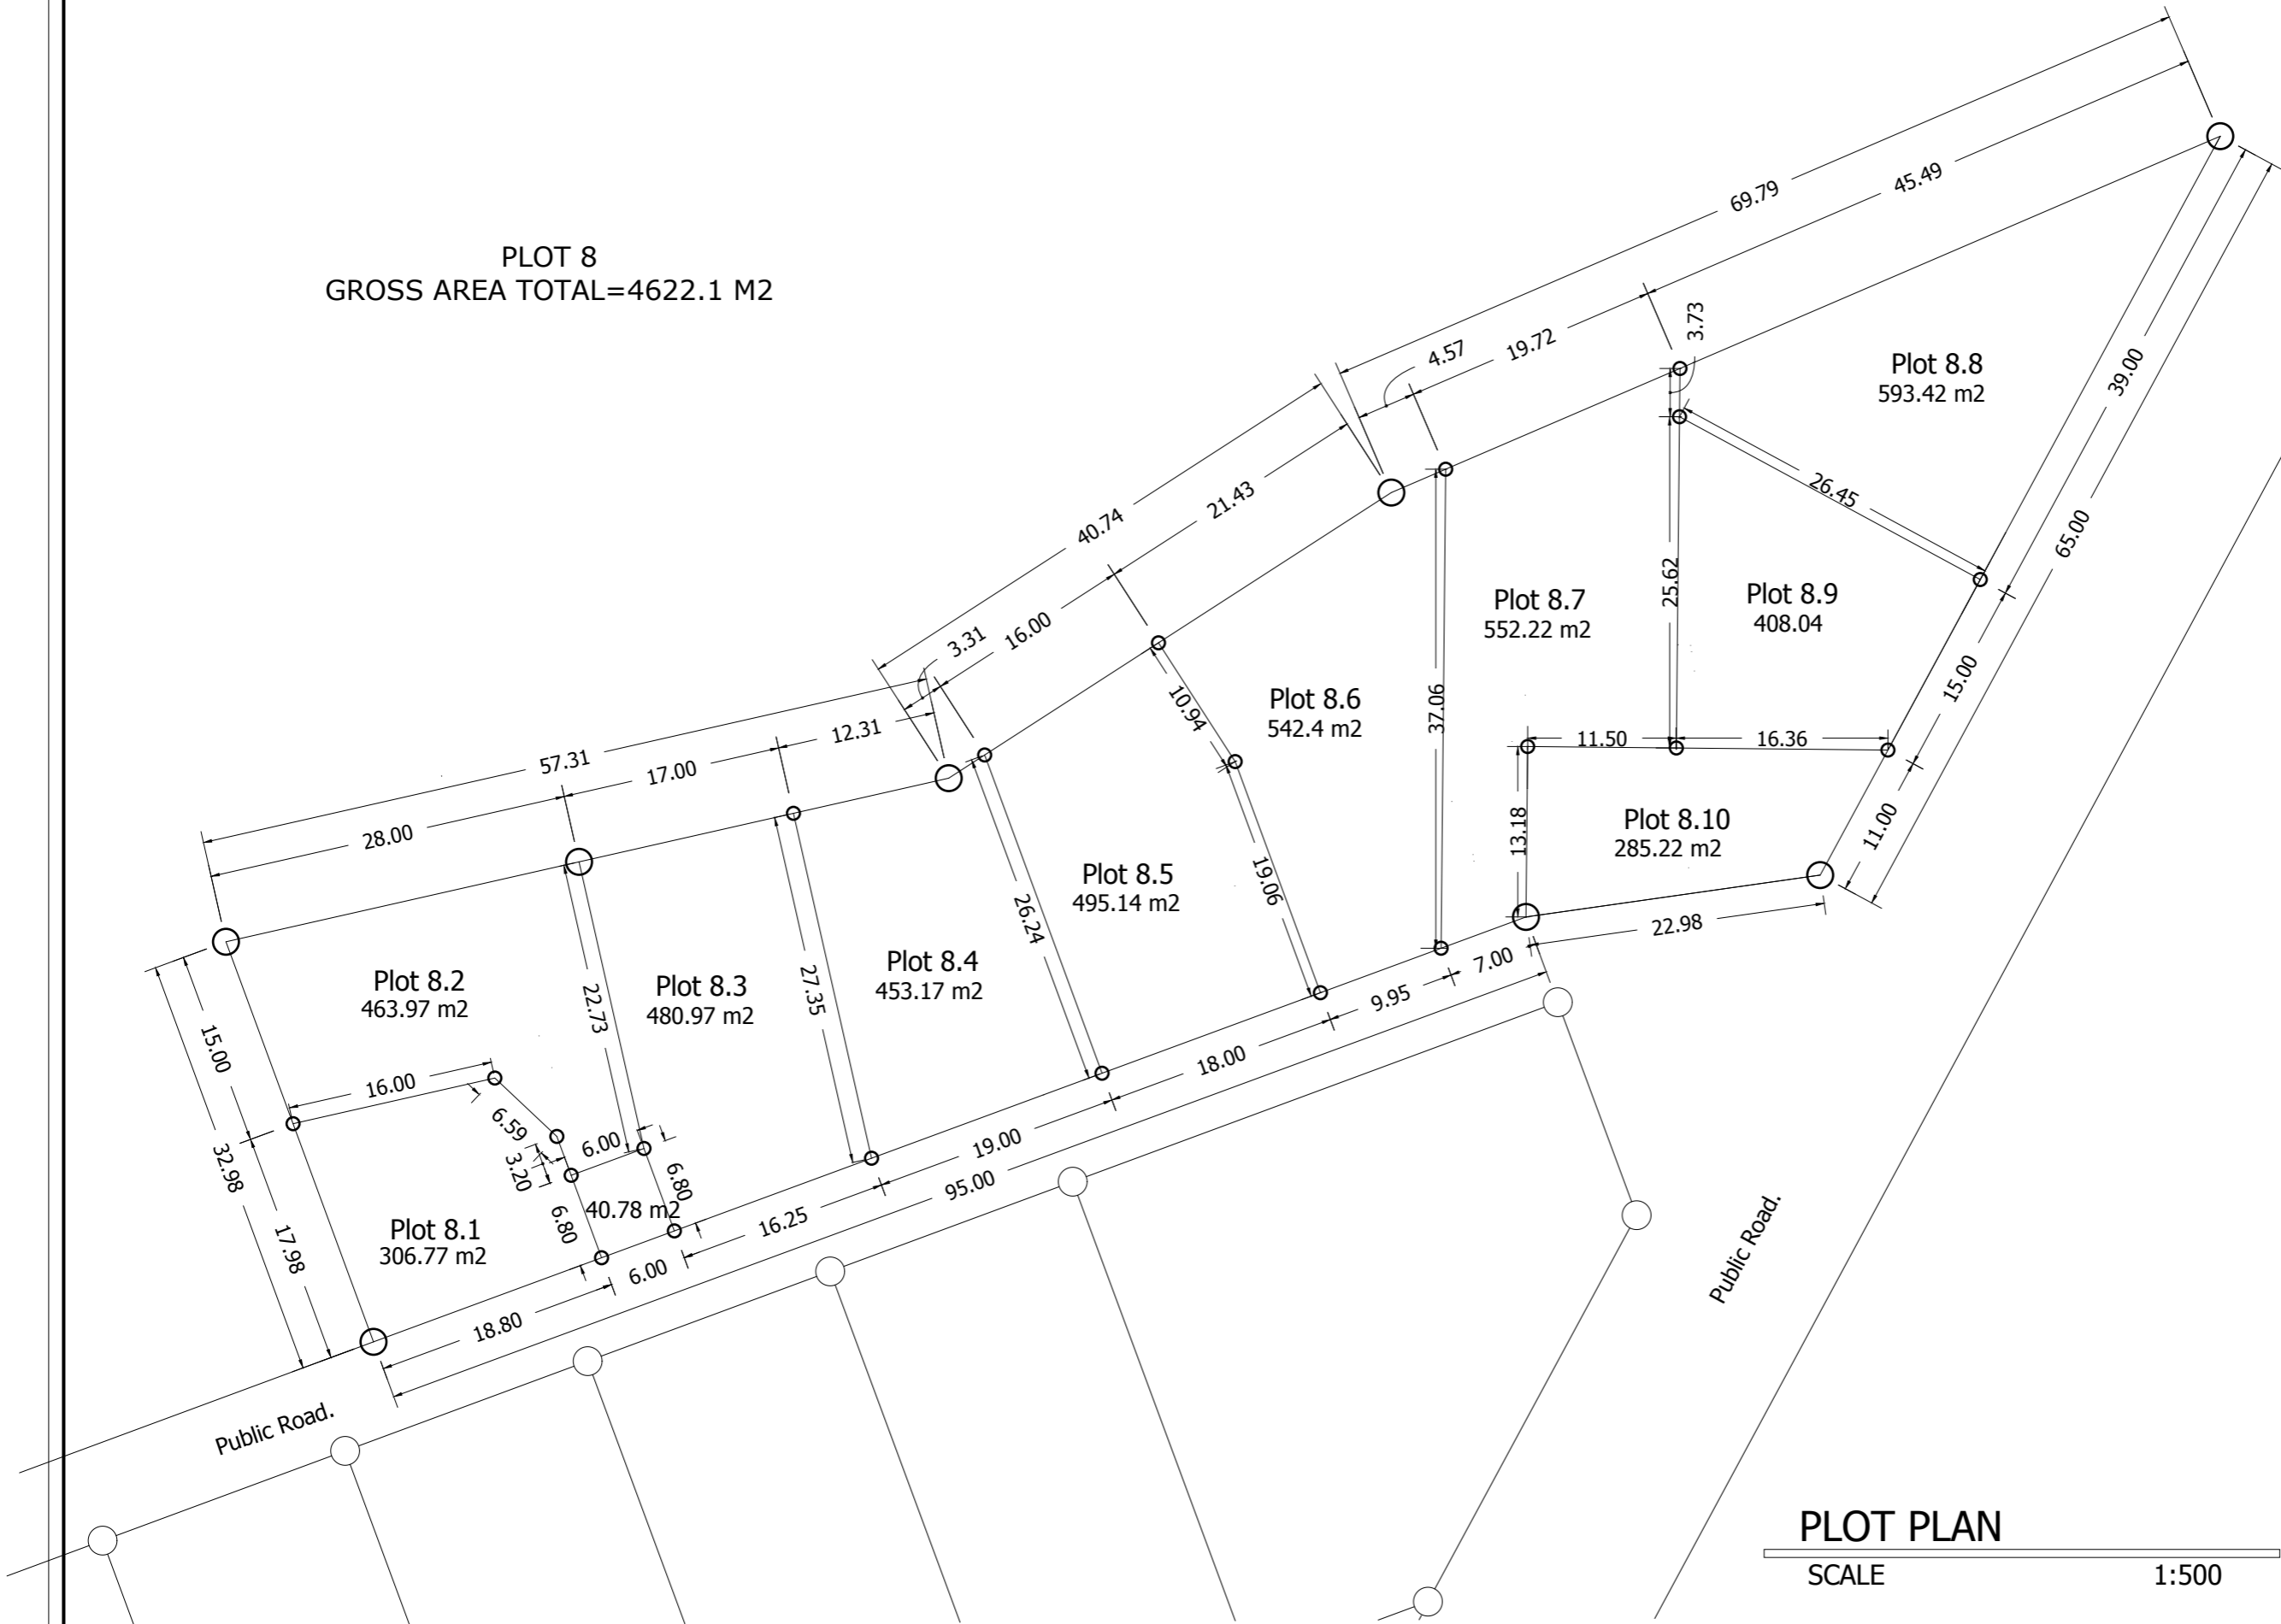 PLOT 8
GROSS AREA TOTAL=4622.1 M2
69.79
45.49
4.57
19.72
3.73
40.74
21.43
3.31
16.00
57.31
12.31
17.00
28.00
Plot 8.8
593.42 m2
39.00
65.00
26.45
15.00
11.00
Plot 8.7
552.22 m2
25.62
Plot 8.9
408.04
37.06
11.50
16.36
13.18
Plot 8.10
285.22 m2
22.98
Plot 8.6
542.4 m2
10.94
19.06
Plot 8.5
495.14 m2
26.24
Plot 8.4
453.17 m2
27.35
Plot 8.3
480.97 m2
22.73
Plot 8.2
463.97 m2
15.00
32.98
17.98
16.00
6.59
3.20
6.00
6.80
6.80
40.78 m2
Plot 8.1
306.77 m2
7.00
9.95
18.00
19.00
95.00
16.25
6.00
18.80
Public Road.
Public Road.
PLOT PLAN
SCALE 1:500